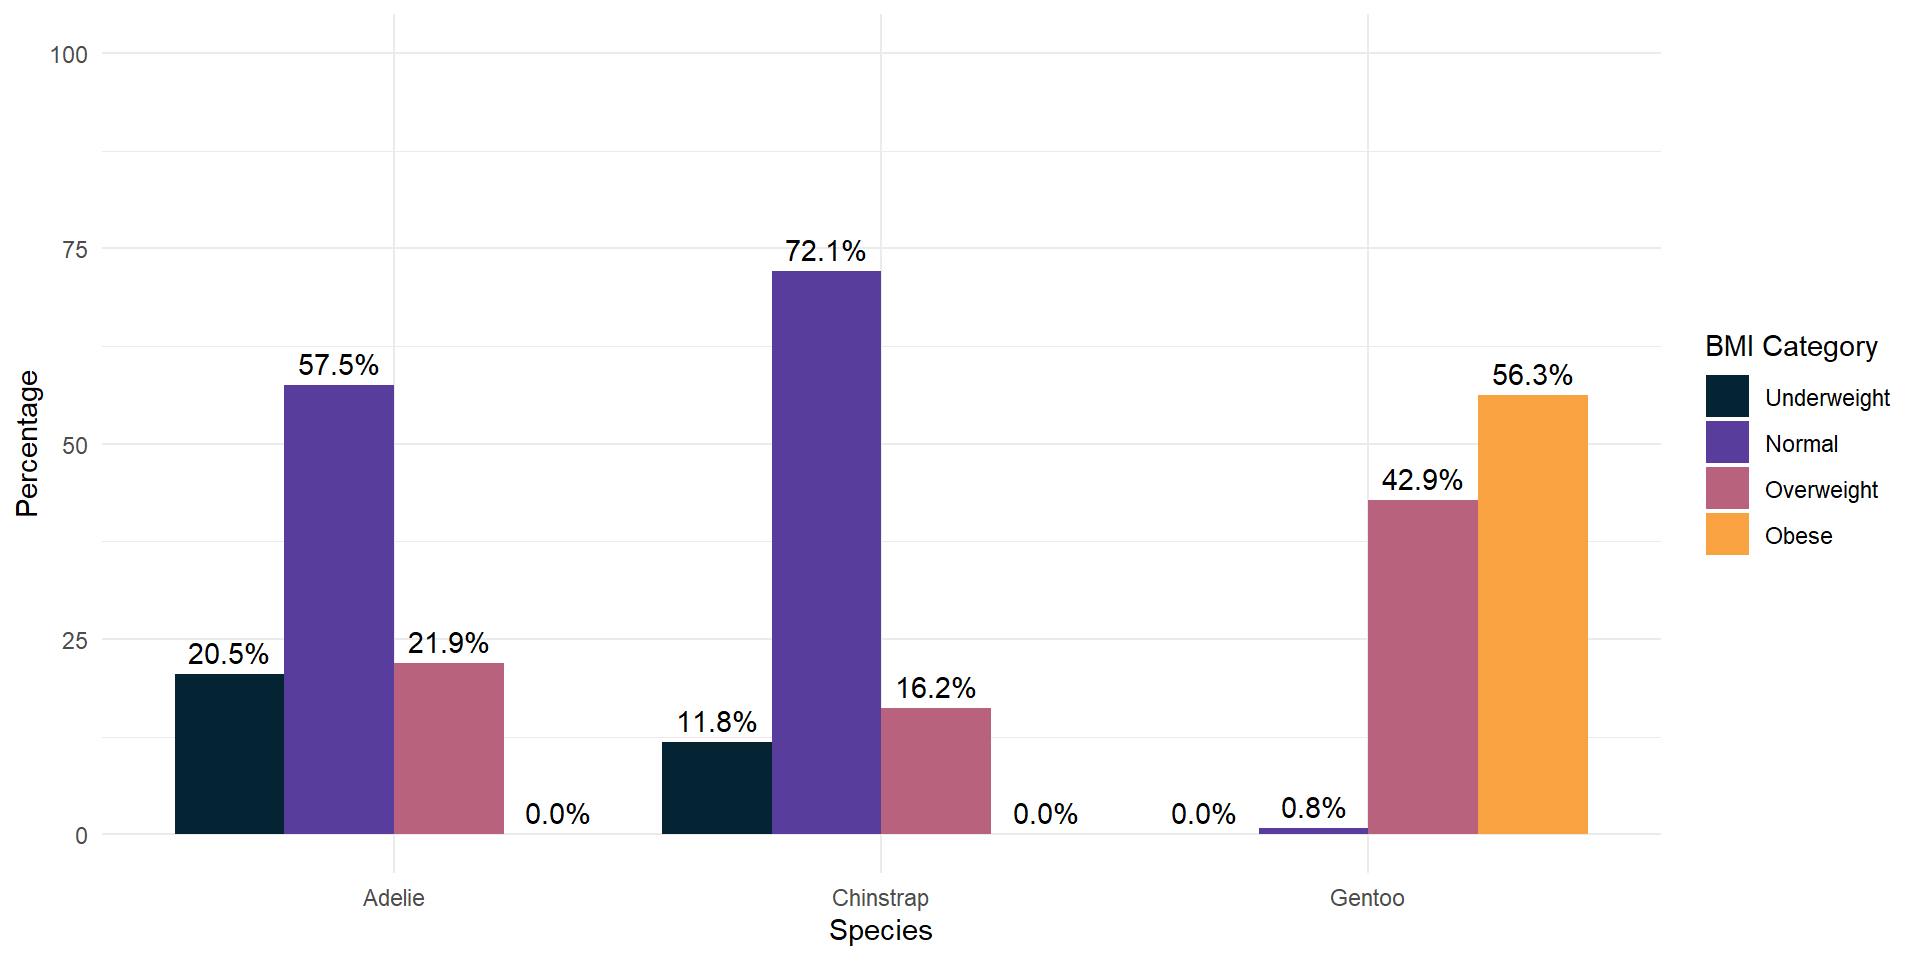 100
75
50
25
0
Percentage
20.5%
57.5%
21.9%
0.0%
11.8%
72.1%
16.2%
0.0%
0.0%
0.8%
42.9%
56.3%
Adelie
Chinstrap
Gentoo
Species
BMI Category
Underweight
Normal
Overweight
Obese